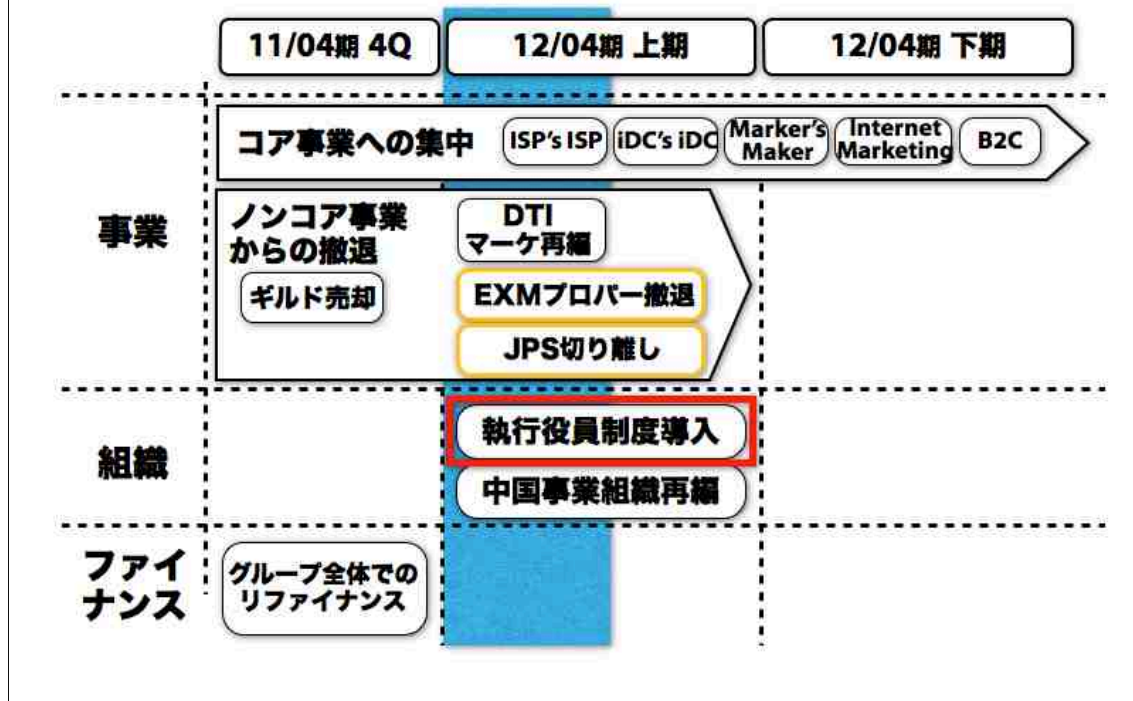 11/04期 4Q
12/04期 上期
12/04期 下期
事業
コア事業への集中
ISP's ISP
iDC's iDC
Marker's
Maker
Internet
Marketing
B2C
ノンコア事業
からの撤退
ギルド売却
DTI
マーケ再編
EXMプロバー撤退
JPS切り離し
組織
執行役員制度導入
中国事業組織再編
ファイ
ナンス
グループ全体での
リファイナンス